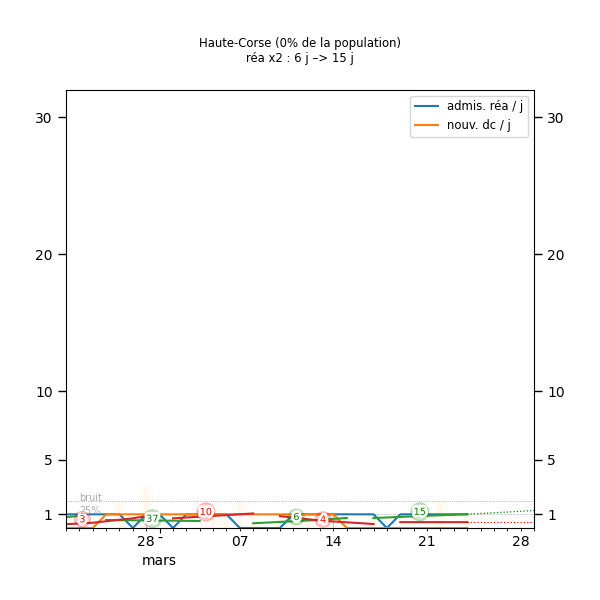 Haute-Corse (0% de la population)
réa x2 : 6 j –> 15 j
admis. réa / j
nouv. dc / j
30 30
20 20
10 10
5 5
bruit
25%
1 3 37 10 6 4 15 1
28 - 07 14 21 28
mars